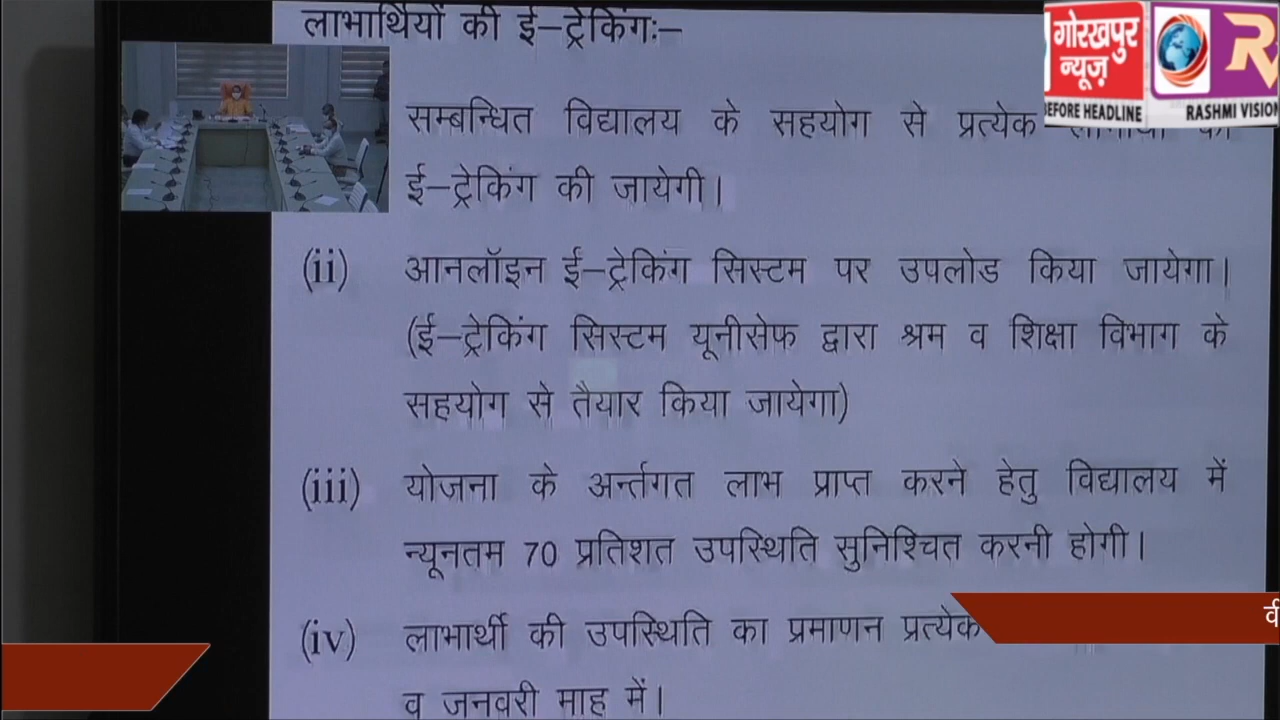 लाभार्थियों की ई–ट्रेकिंगः–
सम्बन्धित विद्यालय के सहयोग से प्रत्येक
ई–ट्रेकिंग की जायेगी।
(ii) आनलॉइन ई–ट्रेकिंग सिस्टम पर उपलोड किया जायेगा।
(ई–ट्रेकिंग सिस्टम यूनीसेफ द्वारा श्रम व शिक्षा विभाग के
सहयोग से तैयार किया जायेगा)
(iii) योजना के अर्न्तगत लाभ प्राप्त करने हेतु विद्यालय में
न्यूनतम 70 प्रतिशत उपस्थिति सुनिश्चित करनी होगी।
(iv) लाभार्थी की उपस्थिति का प्रमाणन प्रत्येक
व जनवरी माह में।
गोरखपुर
न्यूज़
BEFORE HEADLINE
R
RASHMI VISION